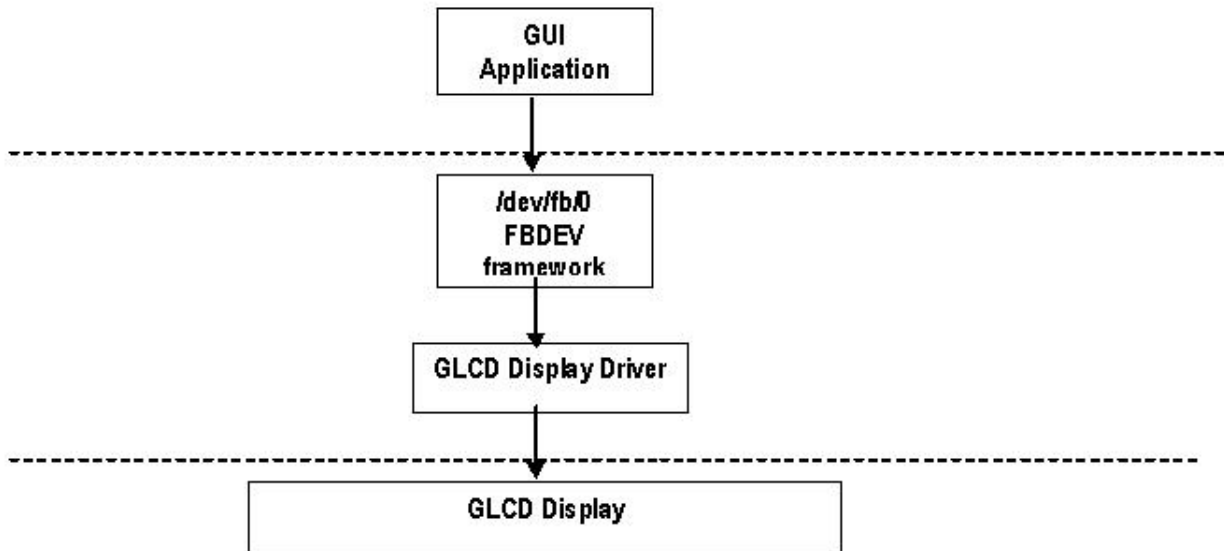 GUI
Application
/dev/fb/0
FBDEV
framework
GLCD Display Driver
GLCD Display